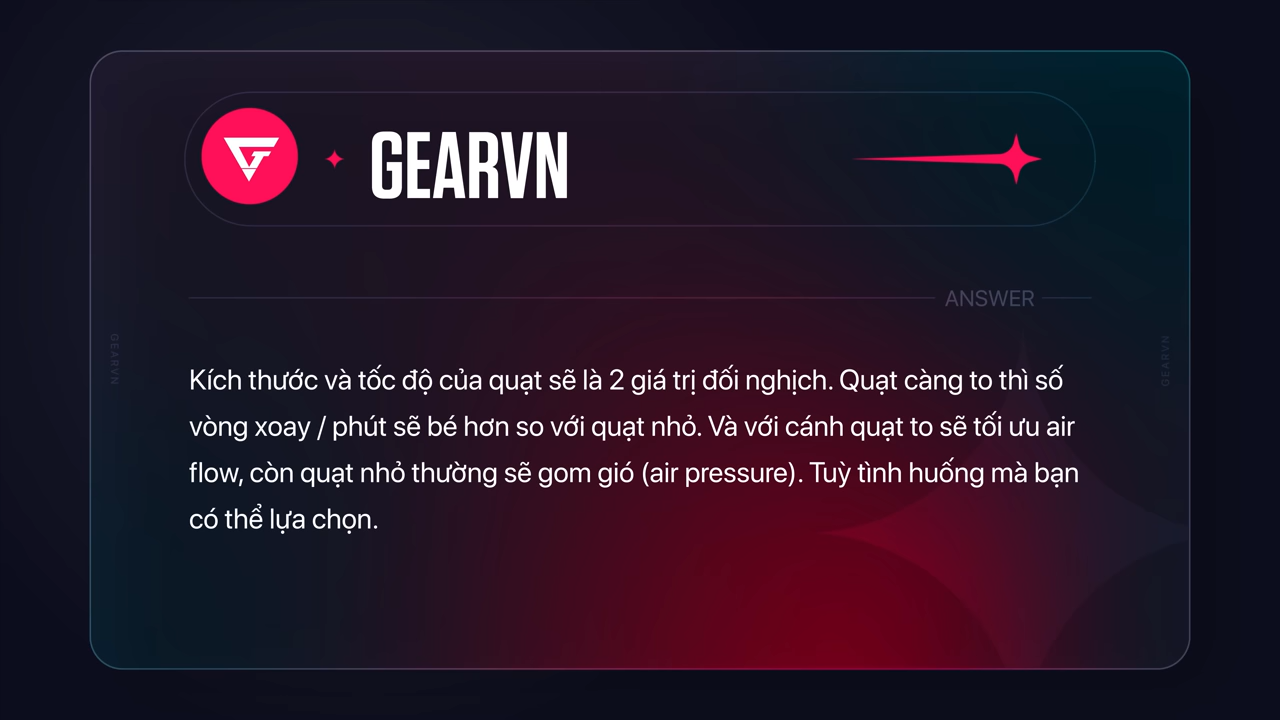 GEARVN
ANSWER
GEARVN
GEARVN
Kích thước và tốc độ của quạt sẽ là 2 giá trị đối nghịch. Quạt càng to thì số
vòng xoay / phút sẽ bé hơn so với quạt nhỏ. Và với cánh quạt to sẽ tối ưu air
flow, còn quạt nhỏ thường sẽ gom gió (air pressure). Tuỳ tình huống mà bạn
có thể lựa chọn.